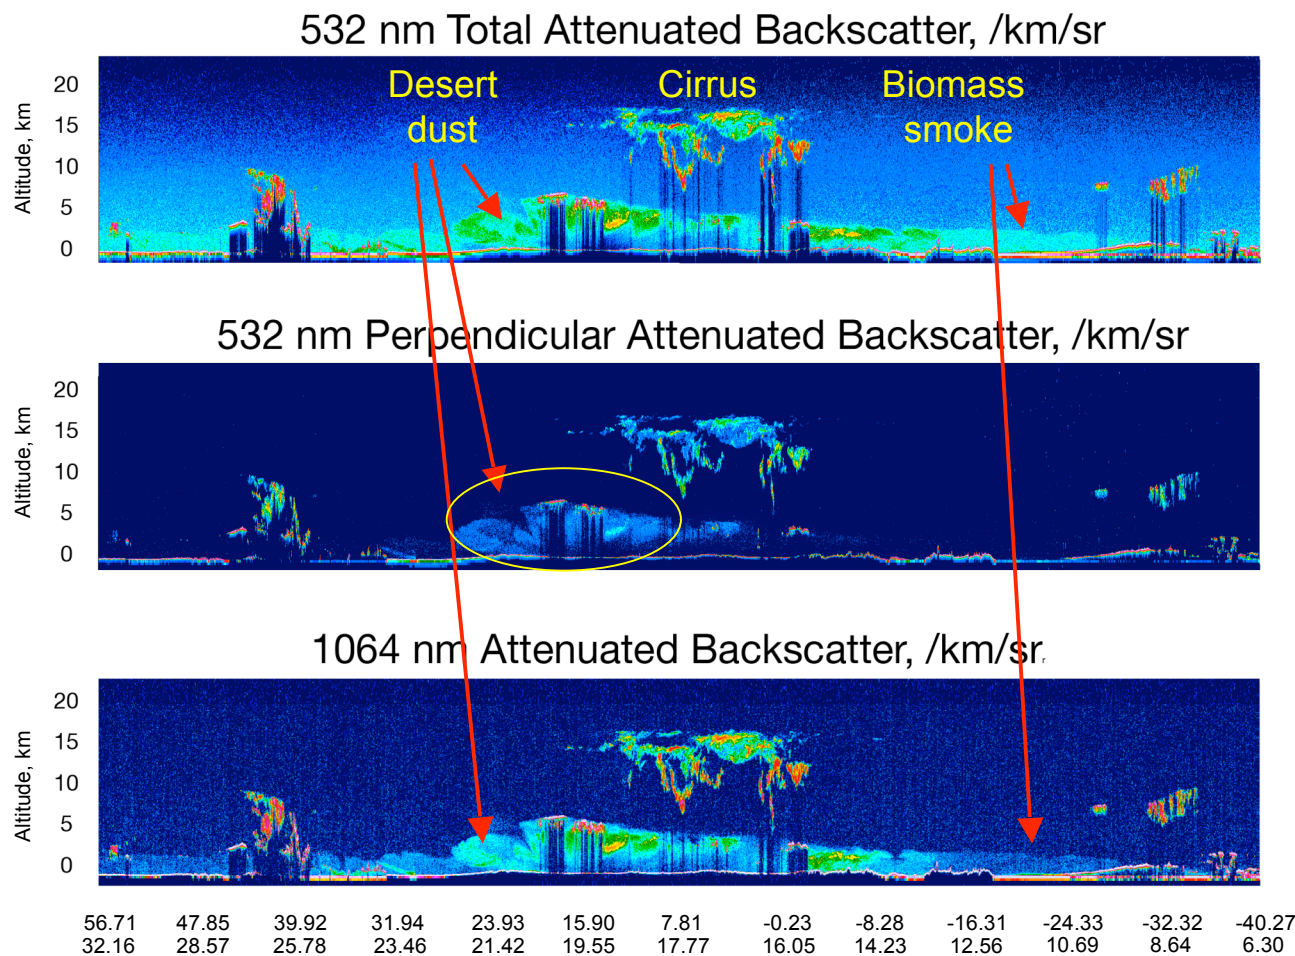 532 nm Total Attenuated Backscatter, /km/sr
Desert
dust
Cirrus
Biomass
smoke
Altitude, km
20
15
10
5
0
532 nm Perpendicular Attenuated Backscatter, /km/sr
Altitude, km
20
15
10
5
0
1064 nm Attenuated Backscatter, /km/sr
r
Altitude, km
20
15
10
5
0
56.71 47.85 39.92 31.94 23.93 15.90 7.81 -0.23 -8.28 -16.31 -24.33 -32.32 -40.27
32.16 28.57 25.78 23.46 21.42 19.55 17.77 16.05 14.23 12.56 10.69 8.64 6.30